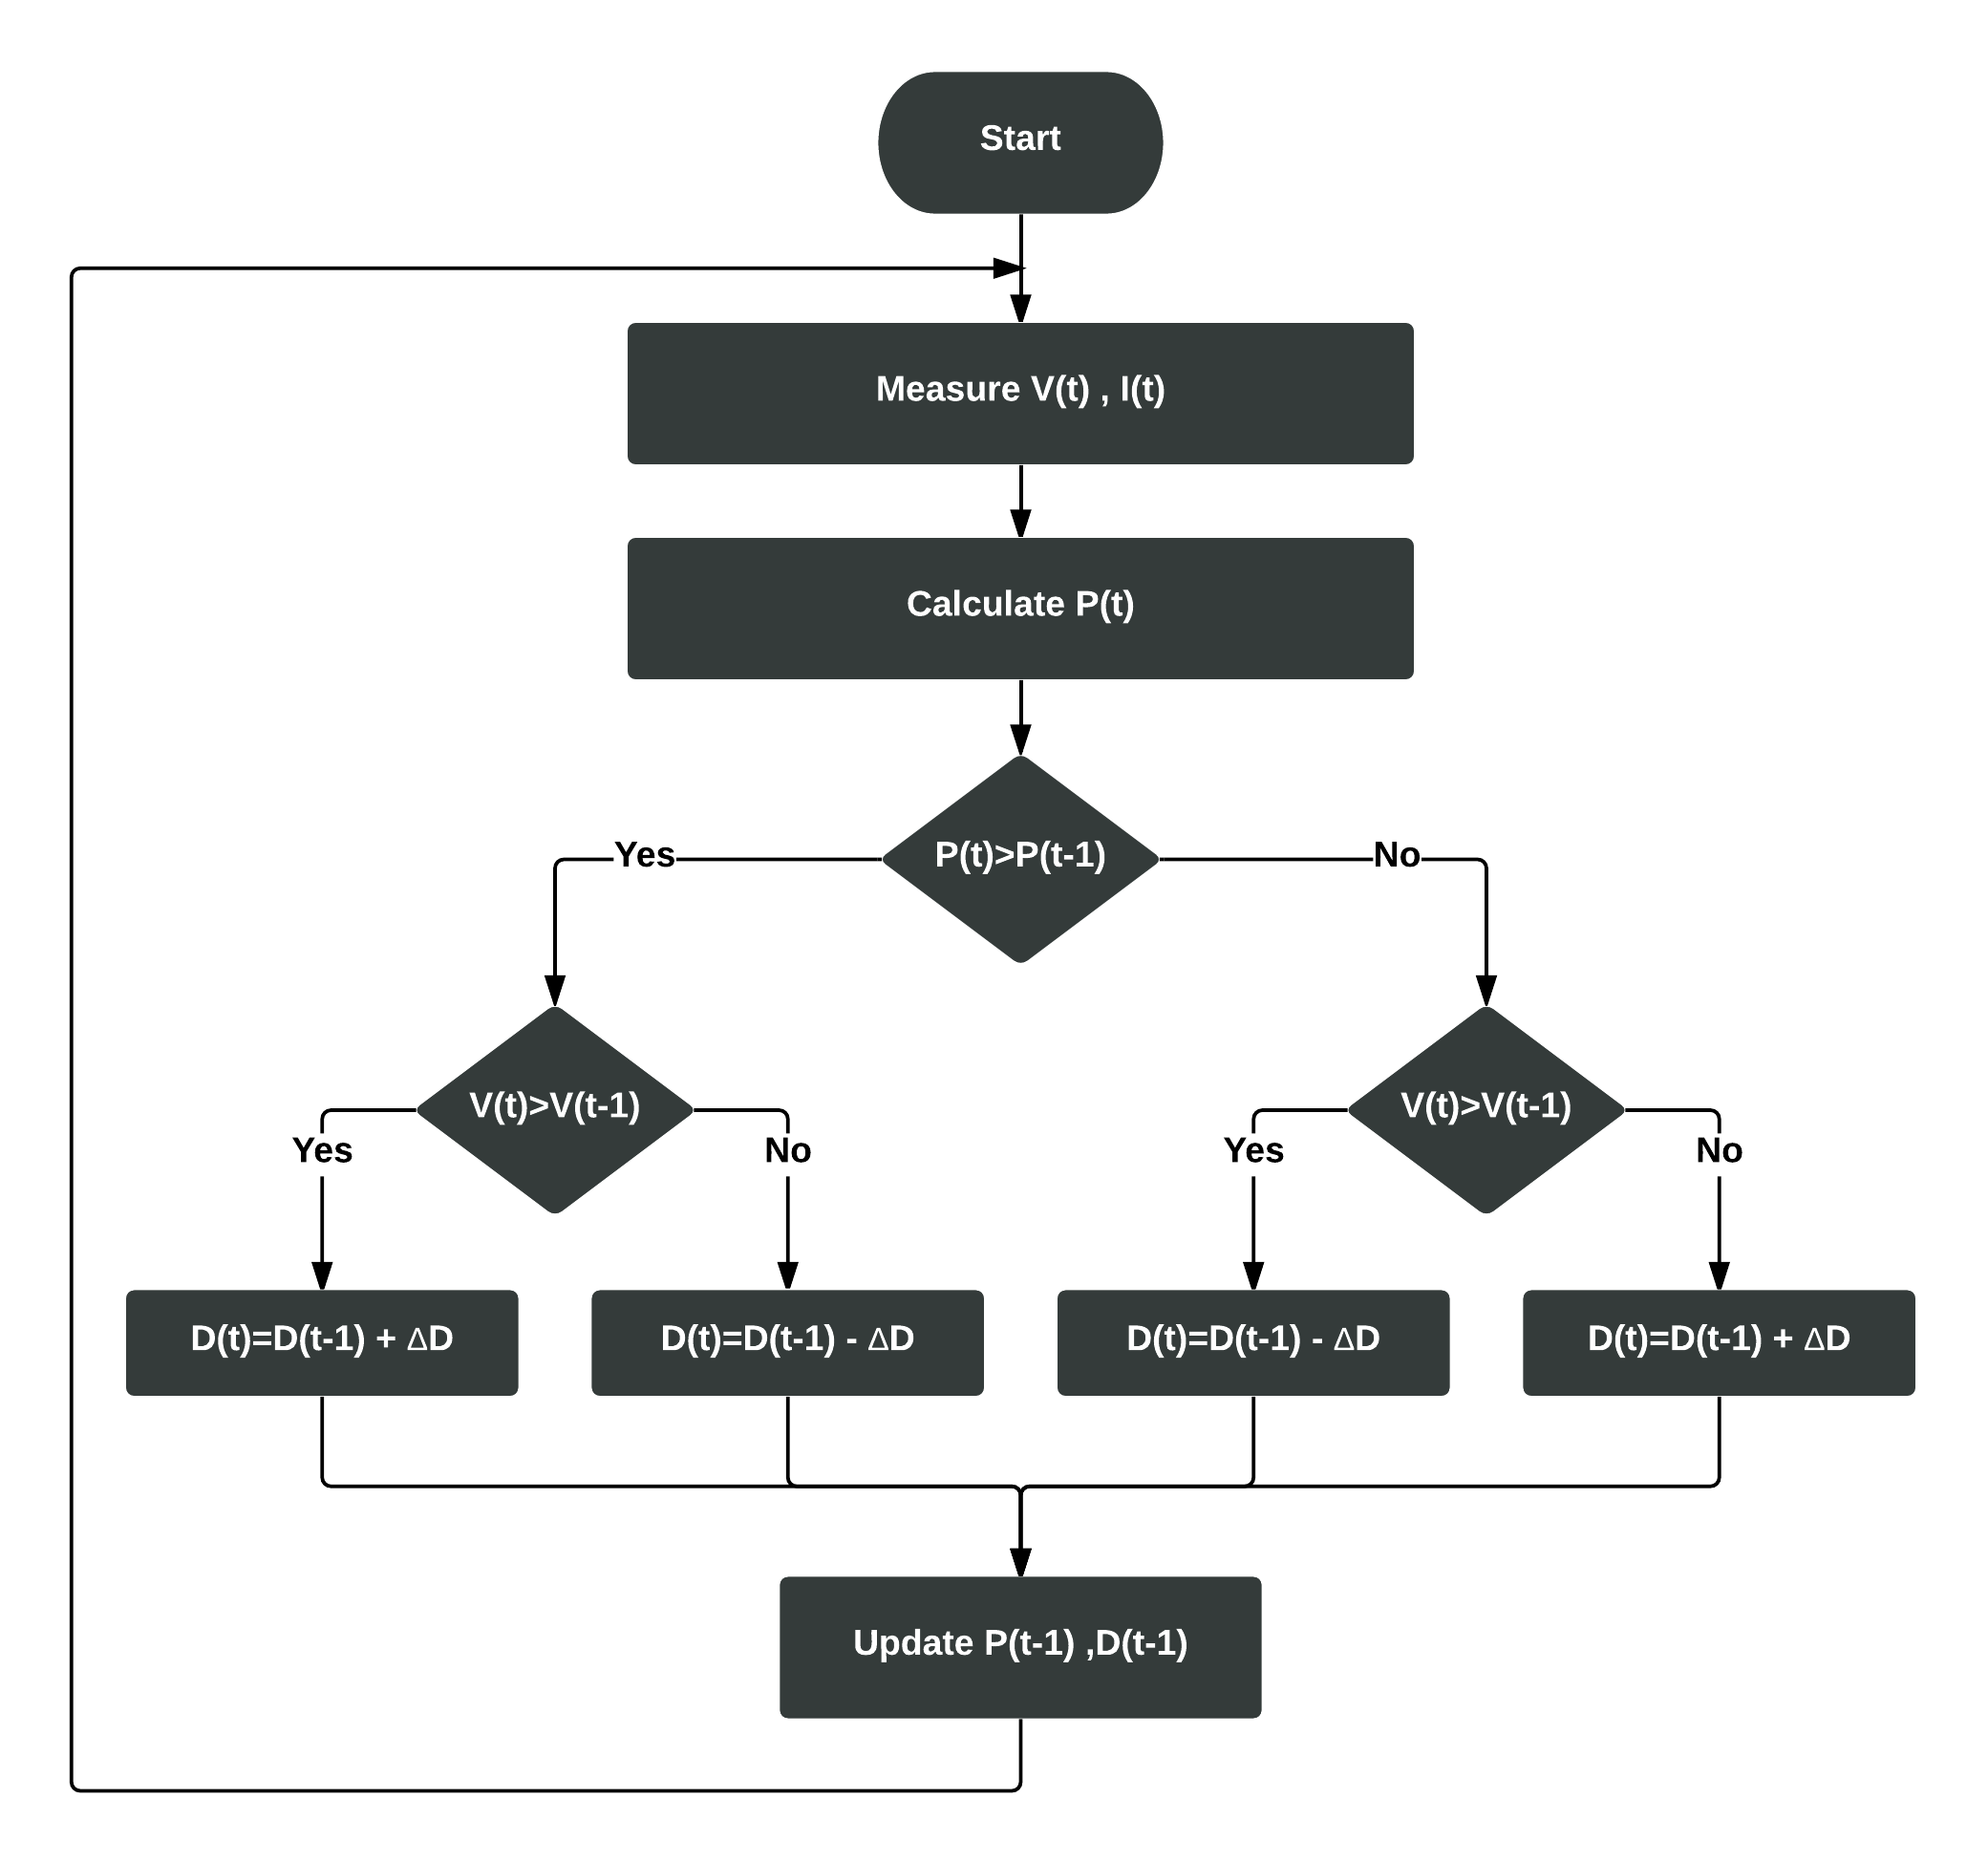 Start
Measure V(t) , I(t)
Calculate P(t)
Yes
P(t)>P(t-1)
No
V(t)>V(t-1)
V(t)>V(t-1)
Yes
No
Yes
No
D(t)=D(t-1) + ΔD
D(t)=D(t-1) - ΔD
D(t)=D(t-1) - ΔD
D(t)=D(t-1) + ΔD
Update P(t-1) ,D(t-1)